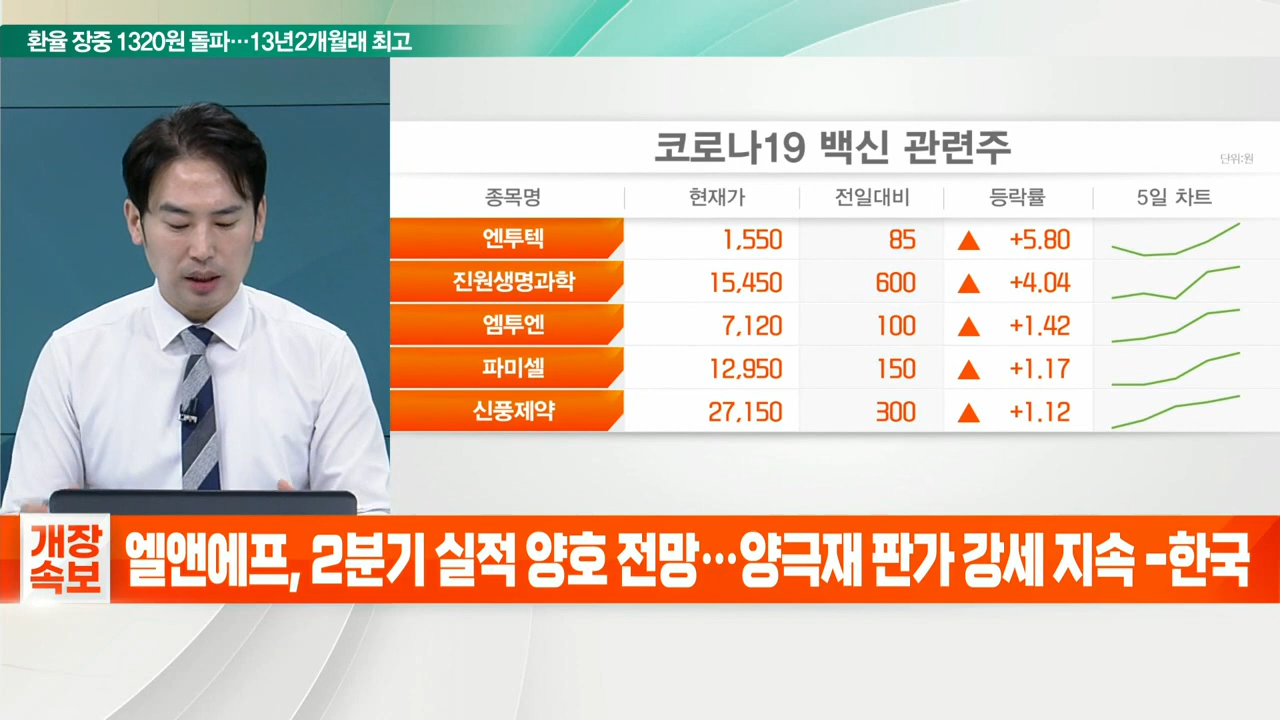 환율 장중 1320원 돌파…13년2개월래 최고
코로나19 백신 관련주
단위:원
종목명 현재가 전일대비 등락률 5일 차트
엔투텍 1,550 85 ▲ +5.80
진원생명과학 15,450 600 ▲ +4.04
엠투엔 7,120 100 ▲ +1.42
파미셀 12,950 150 ▲ +1.17
신풍제약 27,150 300 ▲ +1.12
개장
속보
엘앤에프, 2분기 실적 양호 전망…양극재 판가 강세 지속 -한국